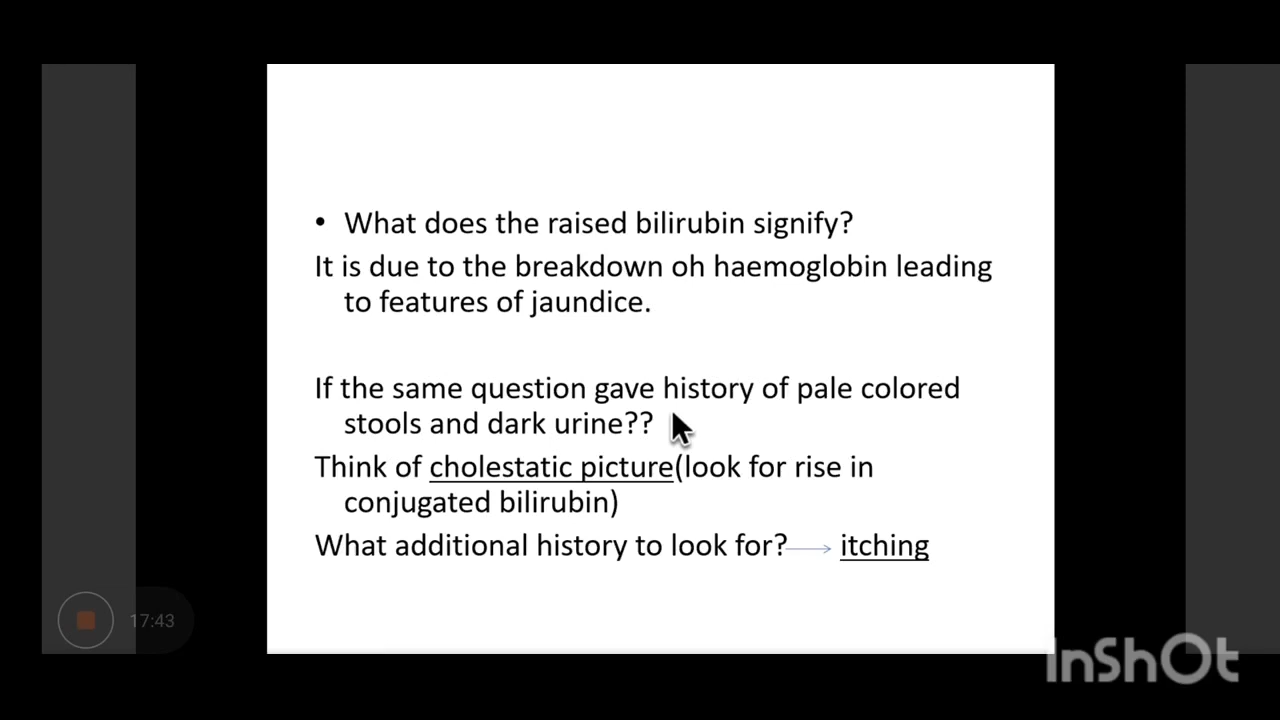 • What does the raised bilirubin signify?
It is due to the breakdown oh haemoglobin leading
to features of jaundice.
If the same question gave history of pale colored
stools and dark urine??
Think of cholestatic picture(look for rise in
conjugated bilirubin)
What additional history to look for? → itching
17:43
InShOt